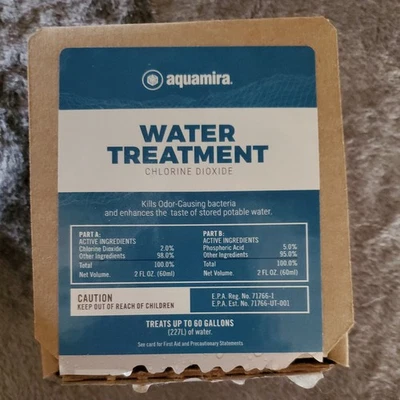 aquamira.
WATER
TREATMENT
CHLORINE DIOXIDE
Kills Odor-Causing bacteria
and enhances the taste of stored potable water.
PART A:
ACTIVE INGREDIENTS
Chlorine Dioxide 2.0%
Other Ingredients 98.0%
Total 100.0%
Net Volume 2 FL OZ. (60ml)
PART B:
ACTIVE INGREDIENTS
Phosphoric Acid 5.0%
Other Ingredients 95.0%
Total 100.0%
Net Volume 2 FL OZ. (60ml)
CAUTION
KEEP OUT OF REACH OF CHILDREN
E.P.A. Reg. No. 71766-1
E.P.A. Est. No. 71766-UT-001
TREATS UP TO 60 GALLONS
(227L) of water.
See card for First Aid and Precautionary Statements.